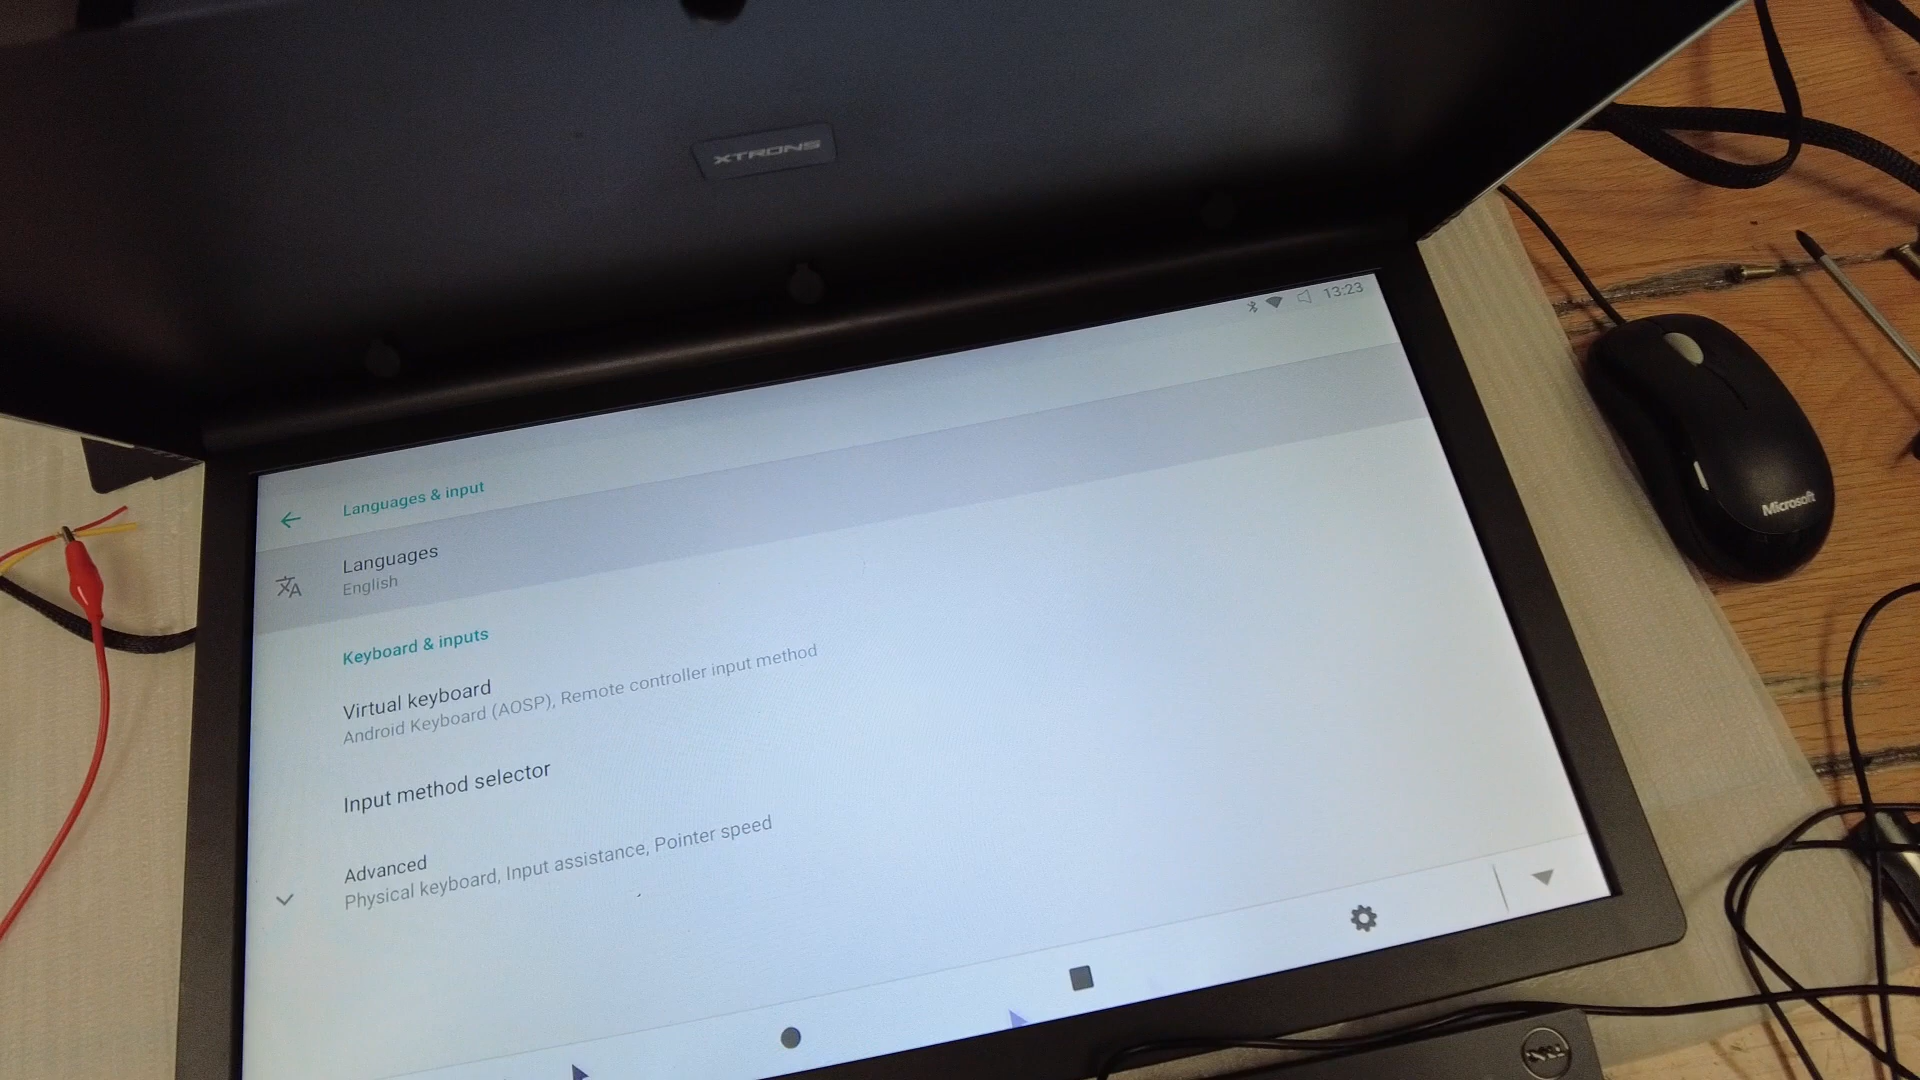 XTRONS
13:23
Languages & input
Languages
English
Keyboard & inputs
Virtual keyboard
Android Keyboard (AOSP), Remote controller input method
Input method selector
Advanced
Physical keyboard, Input assistance, Pointer speed
Microsoft
DELL